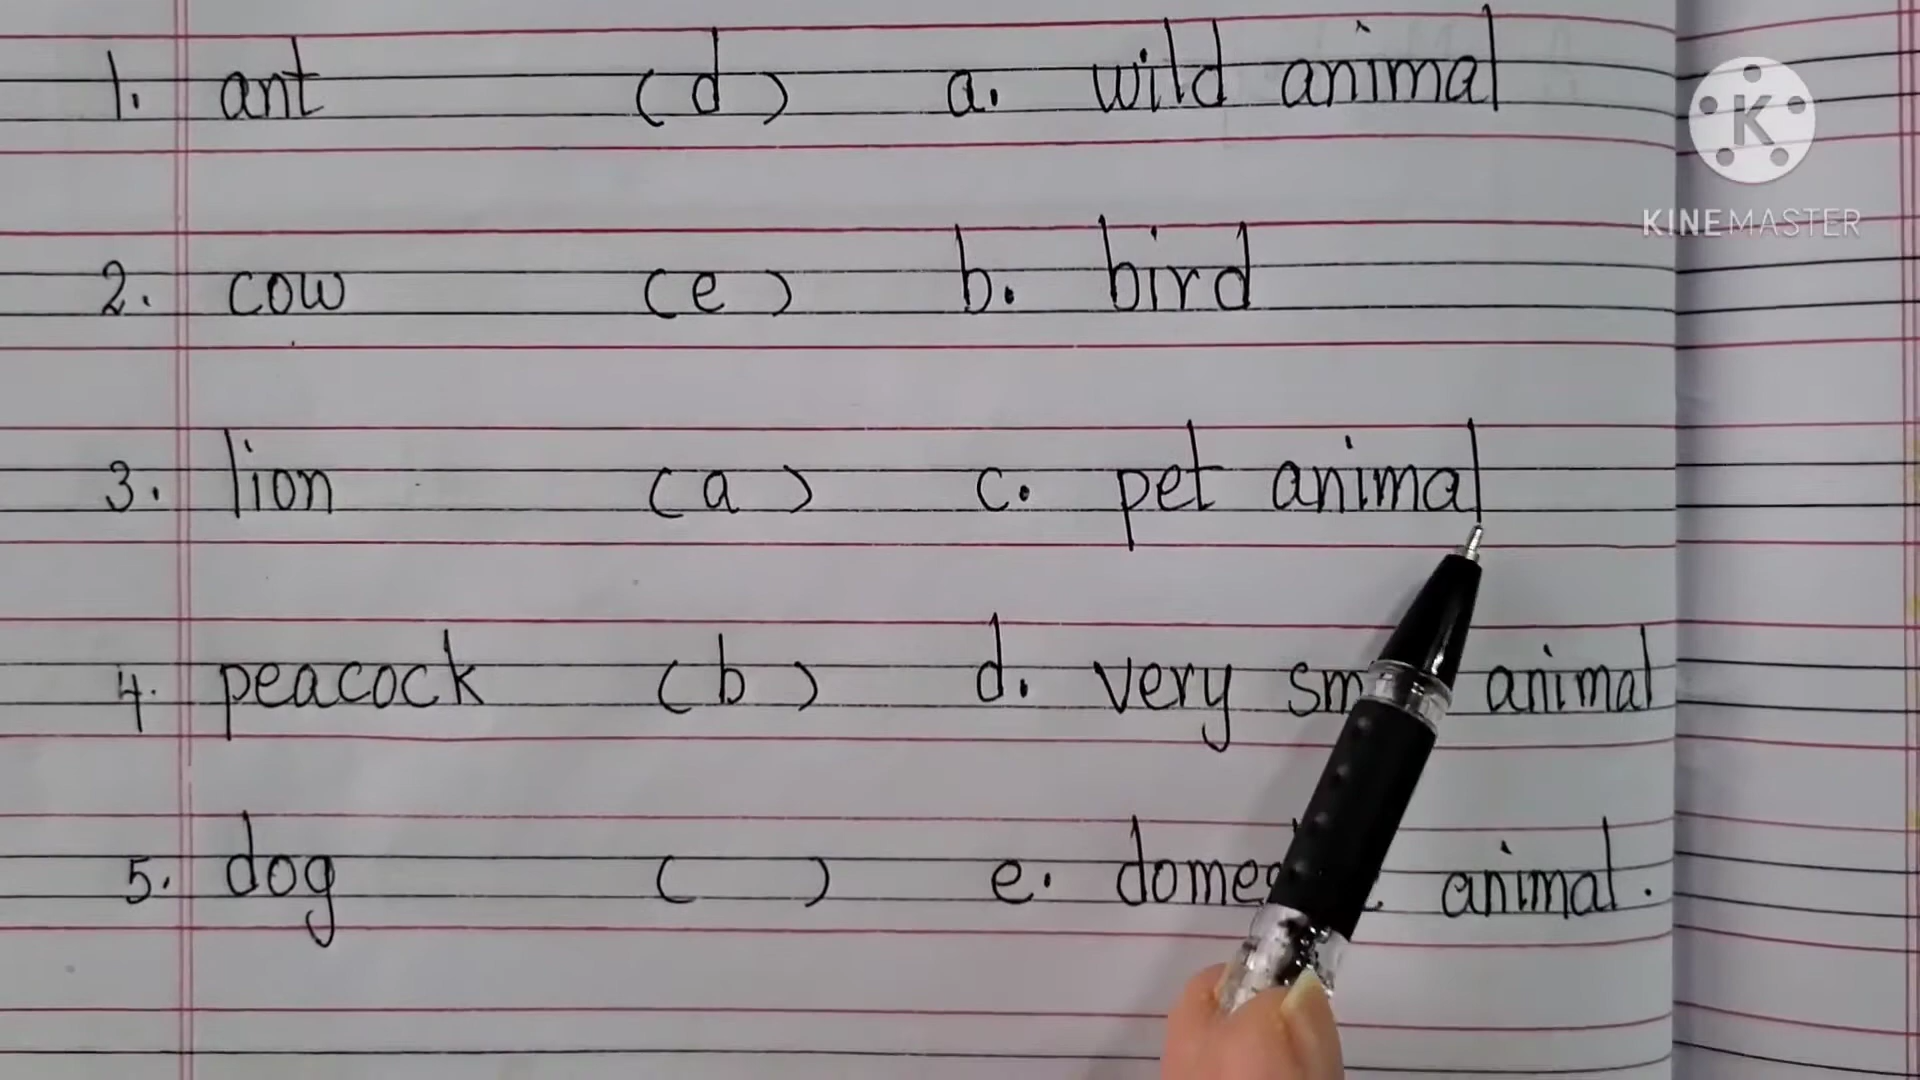 1. ant (d) a. wild animal
K
KINEMASTER
2. cow (e) b. bird
3. lion (a) c. pet animal
4. peacock (b) d. very animal
5. dog ( ) e. animal.